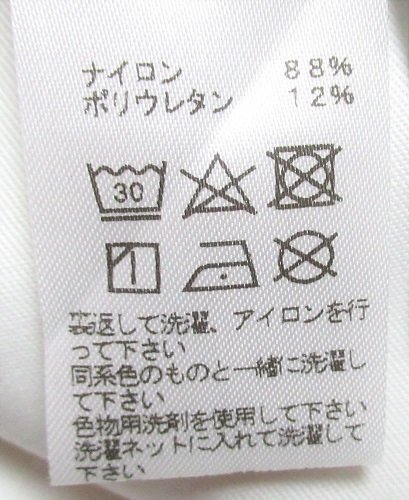 ナイロン 88%
ポリウレタン 12%
30
裏返して洗濯、アイロンを行
って下さい
同系色のものと一緒に洗濯し
て下さい
色物用洗剤を使用して下さい
洗濯ネットに入れて洗濯して
下さい